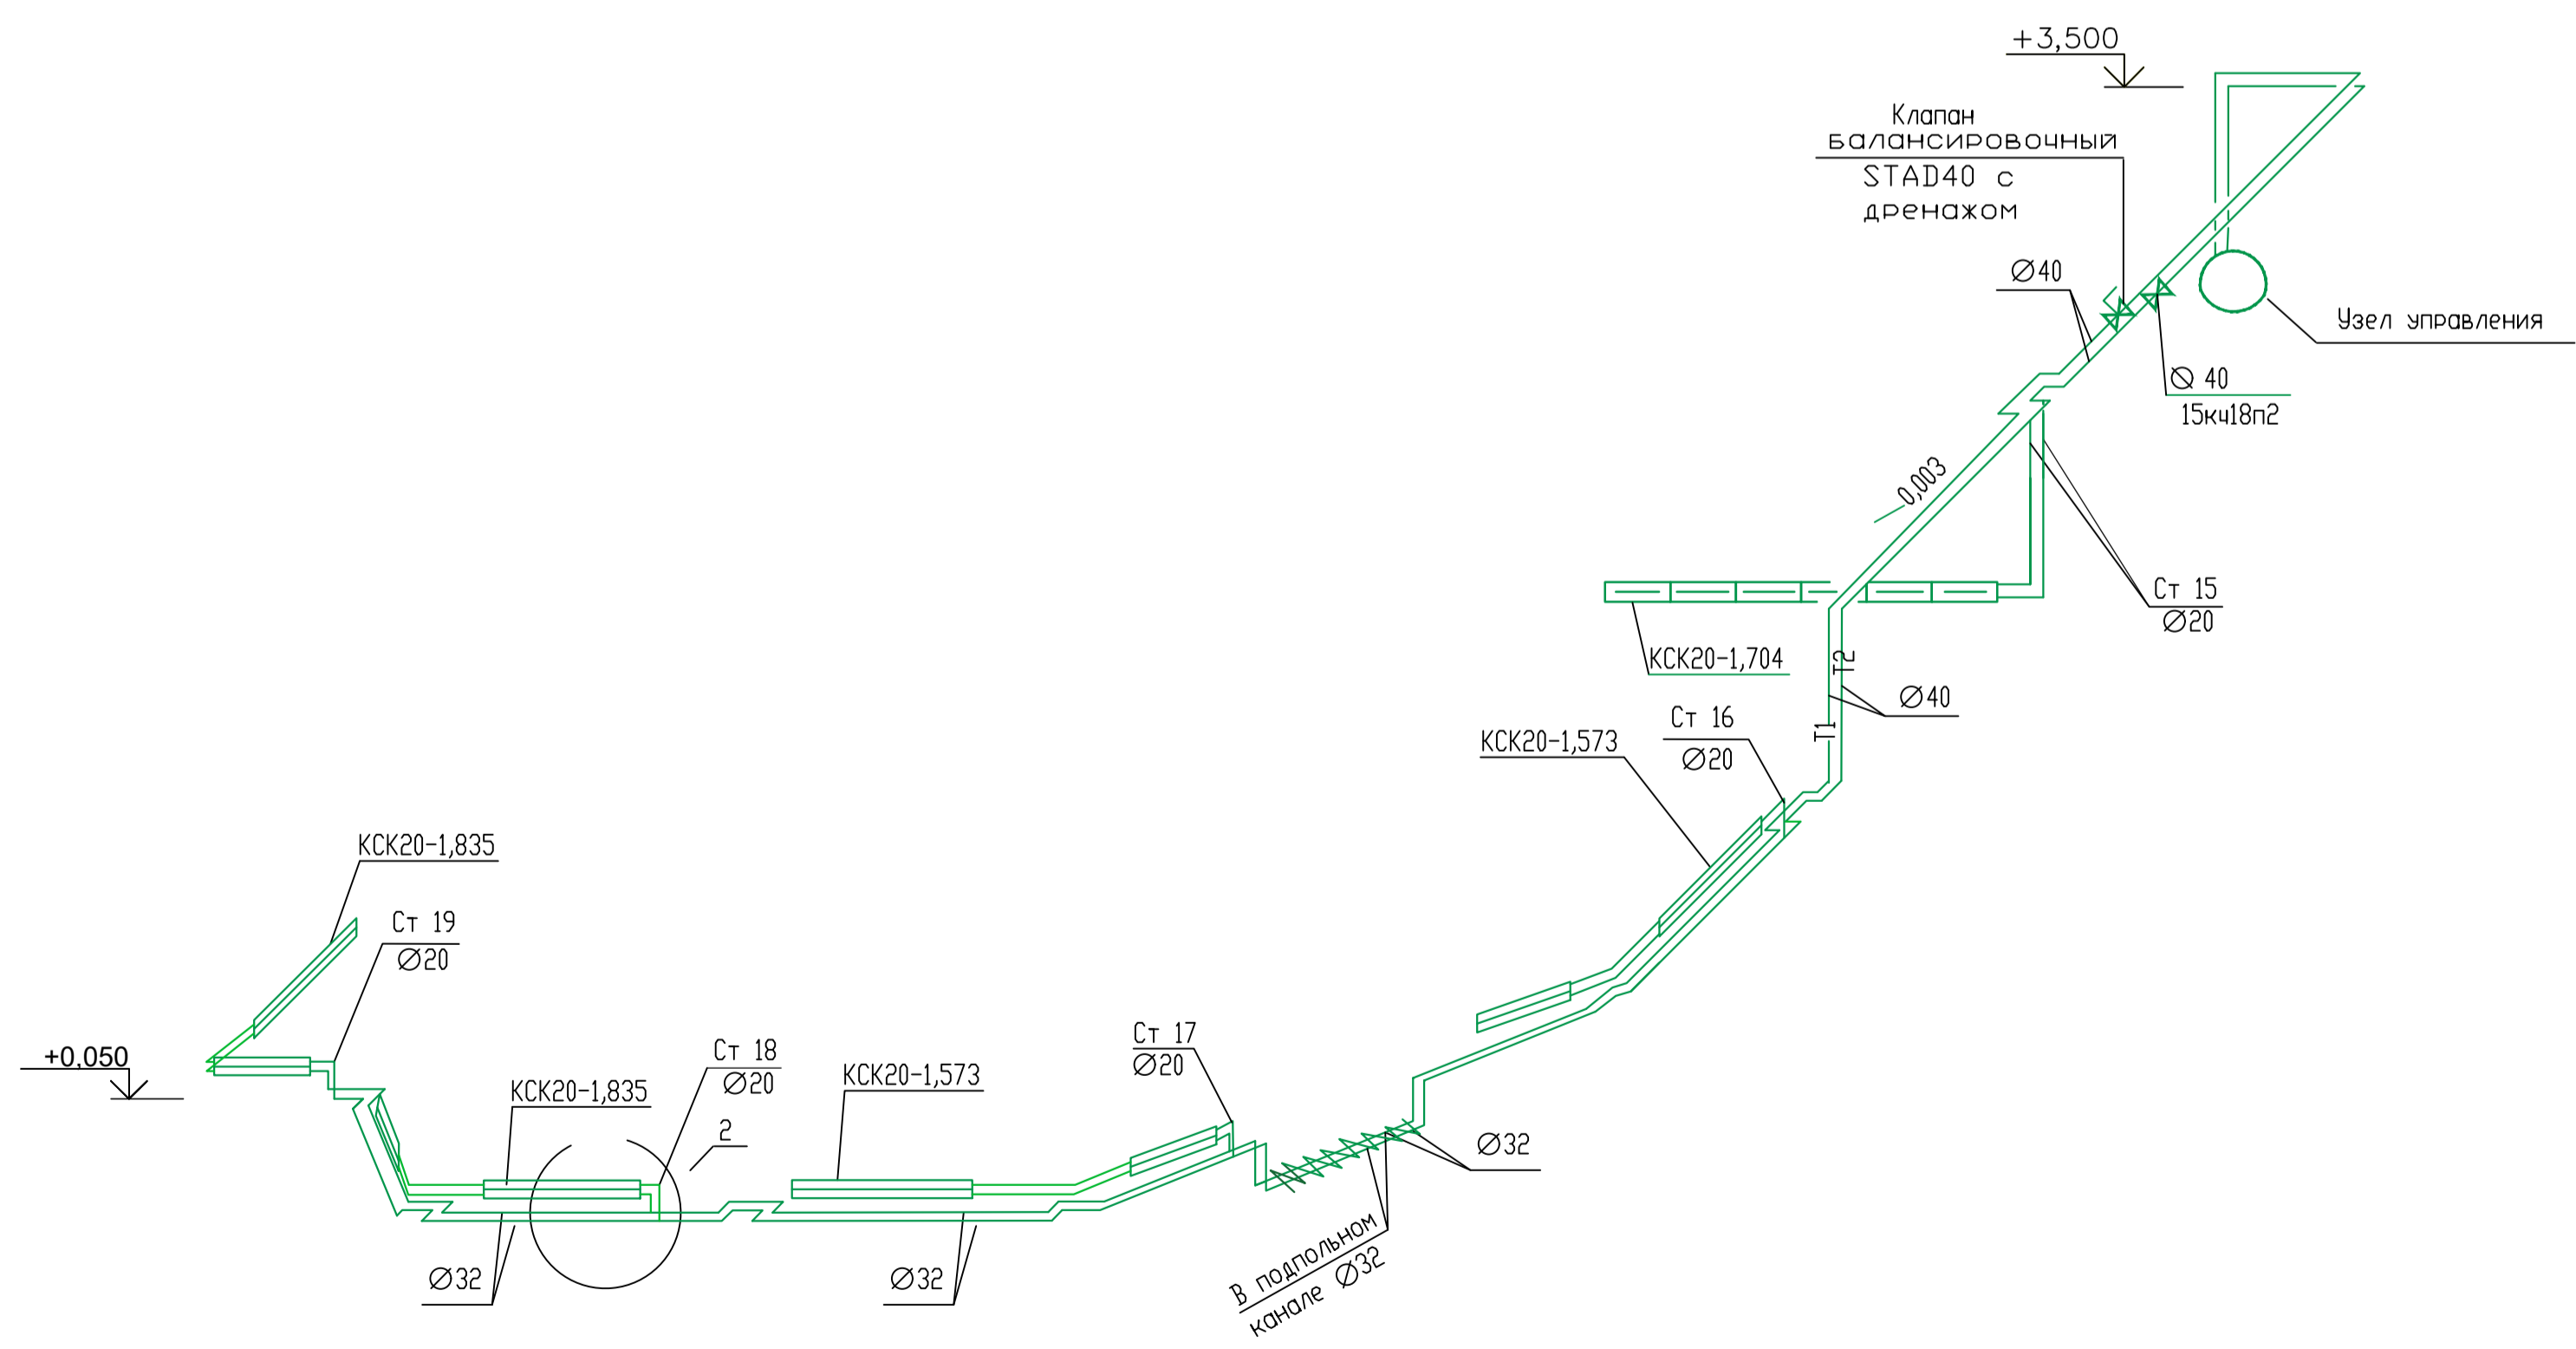 +3,500
Клапан
балансировочный
STAD40 с
дренажом
Ø40
Узел управления
Ø 40
15кч18п2
0,003
Ст 15
Ø20
КСК20-1,704
Т2
Ø40
Т1
Ст 16
Ø20
КСК20-1,573
КСК20-1,835
Ст 19
Ø20
+0,050
Ст 17
Ø20
Ст 18
Ø20
КСК20-1,573
КСК20-1,835
2
Ø32
Ø32
Ø32
В подпольном
канале Ø32